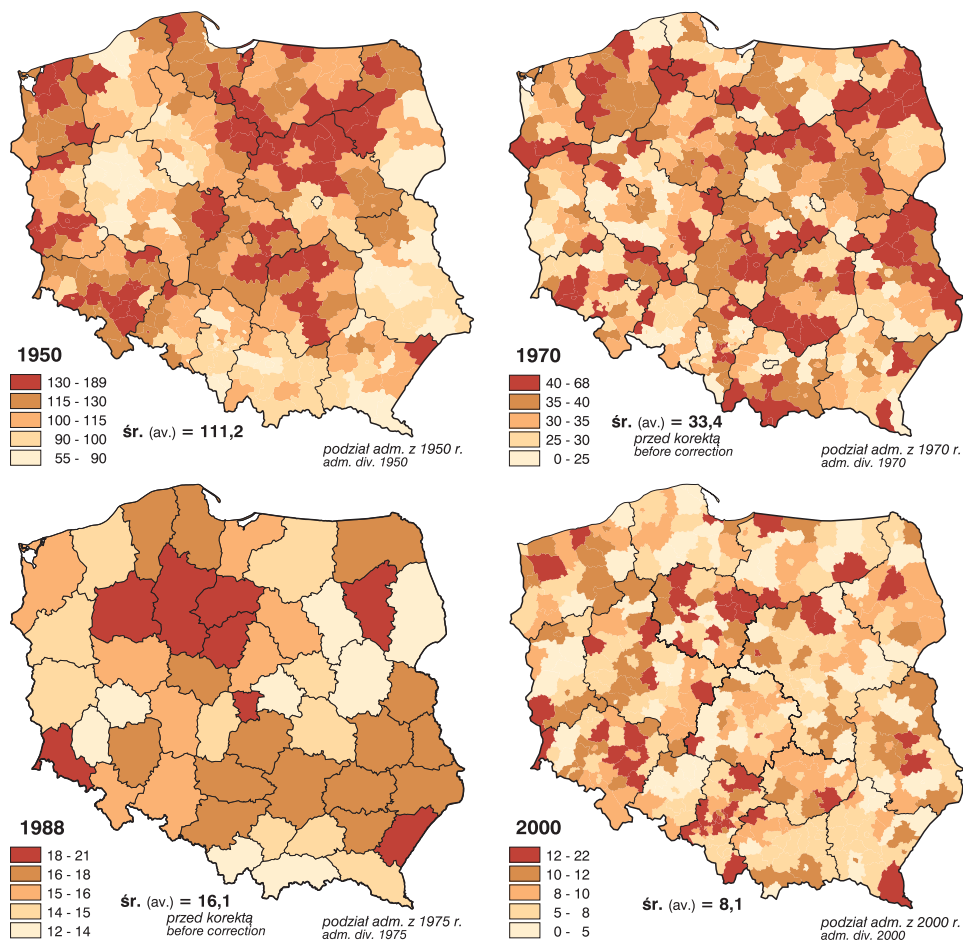 1950
130 - 189
115 - 130
100 - 115
90 - 100
55 - 90
śr. (av.) = 111,2
podział adm. z 1950 r.
adm. div. 1950
1970
40 - 68
35 - 40
30 - 35
25 - 30
0 - 25
śr. (av.) = 33,4
przed korektą
before correction
podział adm. z 1970 r.
adm. div. 1970
1988
18 - 21
16 - 18
15 - 16
14 - 15
12 - 14
śr. (av.) = 16,1
przed korektą
before correction
podział adm. z 1975 r.
adm. div. 1975
2000
12 - 22
10 - 12
8 - 10
5 - 8
0 - 5
śr. (av.) = 8,1
podział adm. z 2000 r.
adm. div. 2000